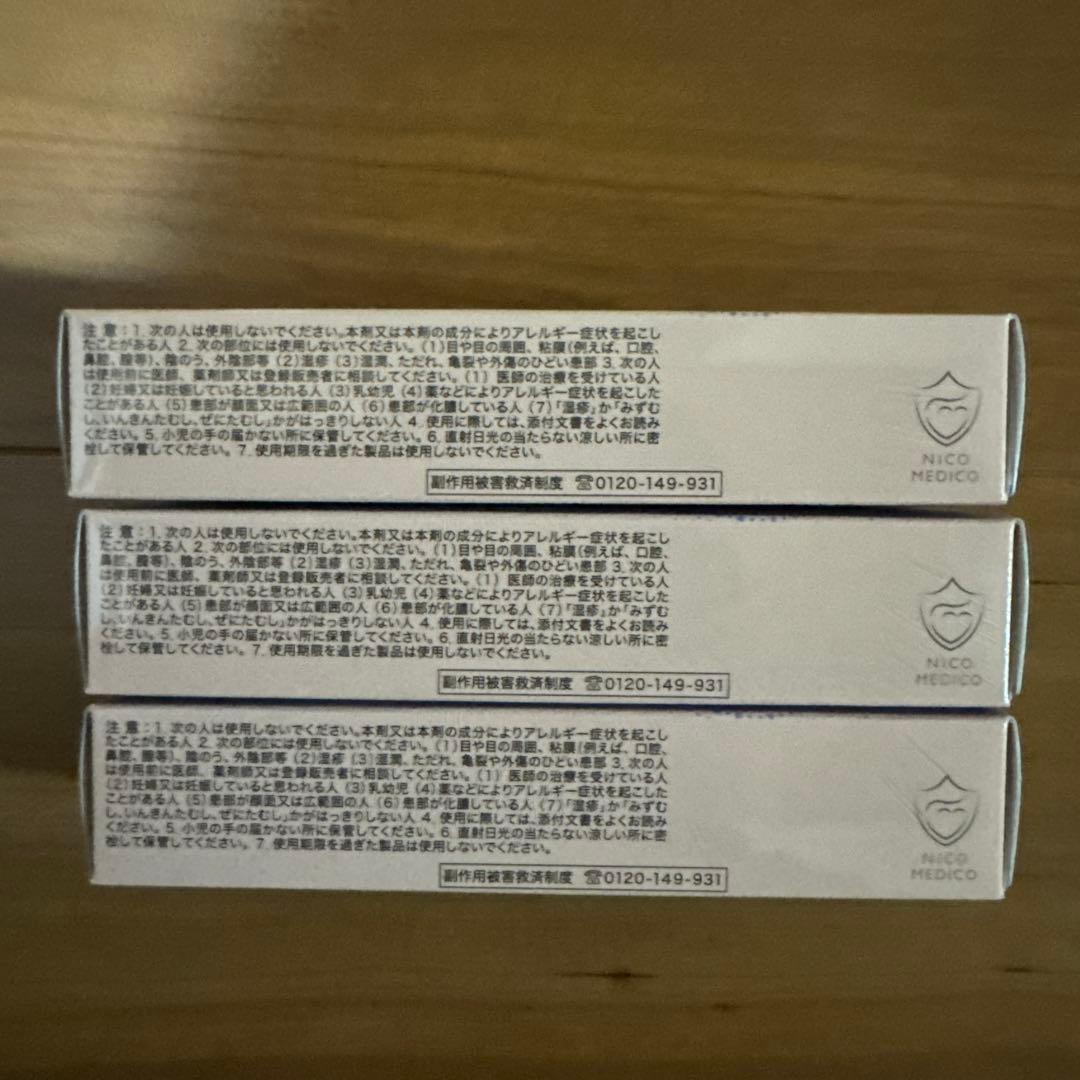 注 意：1. 次の人は使用しないでください。本剤又は本剤の成分によりアレルギー症状を起こし
たことがある人 2. 次の部位には使用しないでください。（1）目や目の周囲、粘膜（例えば、口腔、
鼻腔、膣等）、陰のう、外陰部等（2）湿疹（3）湿潤、ただれ、亀裂や外傷のひどい患部 3. 次の人
は使用前に医師、薬剤師又は登録販売者に相談してください。（1）医師の治療を受けている人
（2）妊婦又は妊娠していると思われる人（3）乳幼児（4）薬などによりアレルギー症状を起こした
ことがある人（5）患部が顔面又は広範囲の人（6）患部が化膿している人（7）「湿疹」か「みずむ
し、いんきんたむし、ぜにたむし」かがはっきりしない人 4. 使用に際しては、添付文書をよくお読み
ください。5. 小児の手の届かない所に保管してください。6. 直射日光の当たらない涼しい所に密
栓して保管してください。7. 使用期限を過ぎた製品は使用しないでください。
副作用被害救済制度 ☎0120-149-931
NICO
MEDICO
注 意：1. 次の人は使用しないでください。本剤又は本剤の成分によりアレルギー症状を起こし
たことがある人 2. 次の部位には使用しないでください。（1）目や目の周囲、粘膜（例えば、口腔、
鼻腔、膣等）、陰のう、外陰部等（2）湿疹（3）湿潤、ただれ、亀裂や外傷のひどい患部 3. 次の人
は使用前に医師、薬剤師又は登録販売者に相談してください。（1）医師の治療を受けている人
（2）妊婦又は妊娠していると思われる人（3）乳幼児（4）薬などによりアレルギー症状を起こした
ことがある人（5）患部が顔面又は広範囲の人（6）患部が化膿している人（7）「湿疹」か「みずむ
し、いんきんたむし、ぜにたむし」かがはっきりしない人 4. 使用に際しては、添付文書をよくお読み
ください。5. 小児の手の届かない所に保管してください。6. 直射日光の当たらない涼しい所に密
栓して保管してください。7. 使用期限を過ぎた製品は使用しないでください。
副作用被害救済制度 ☎0120-149-931
NICO
MEDICO
注 意：1. 次の人は使用しないでください。本剤又は本剤の成分によりアレルギー症状を起こし
たことがある人 2. 次の部位には使用しないでください。（1）目や目の周囲、粘膜（例えば、口腔、
鼻腔、膣等）、陰のう、外陰部等（2）湿疹（3）湿潤、ただれ、亀裂や外傷のひどい患部 3. 次の人
は使用前に医師、薬剤師又は登録販売者に相談してください。（1）医師の治療を受けている人
（2）妊婦又は妊娠していると思われる人（3）乳幼児（4）薬などによりアレルギー症状を起こした
ことがある人（5）患部が顔面又は広範囲の人（6）患部が化膿している人（7）「湿疹」か「みずむ
し、いんきんたむし、ぜにたむし」かがはっきりしない人 4. 使用に際しては、添付文書をよくお読み
ください。5. 小児の手の届かない所に保管してください。6. 直射日光の当たらない涼しい所に密
栓して保管してください。7. 使用期限を過ぎた製品は使用しないでください。
副作用被害救済制度 ☎0120-149-931
NICO
MEDICO